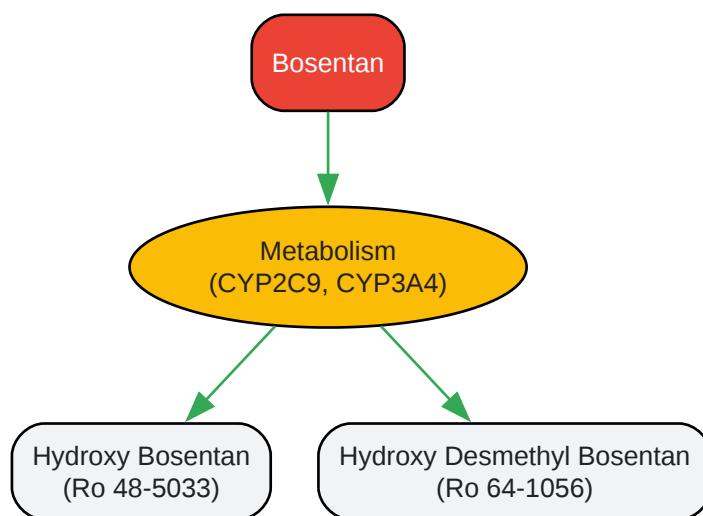 Bosentan
Metabolism
(CYP2C9, CYP3A4)
Hydroxy Bosentan
(Ro 48-5033)
Hydroxy Desmethyl Bosentan
(Ro 64-1056)